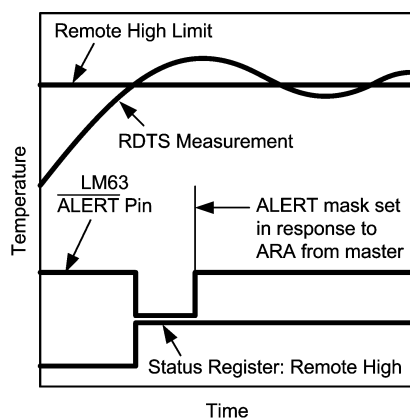 Remote High Limit
RDTS Measurement
LM63
ALERT Pin
ALERT mask set
in response to
ARA from master
Status Register: Remote High
Temperature
Time